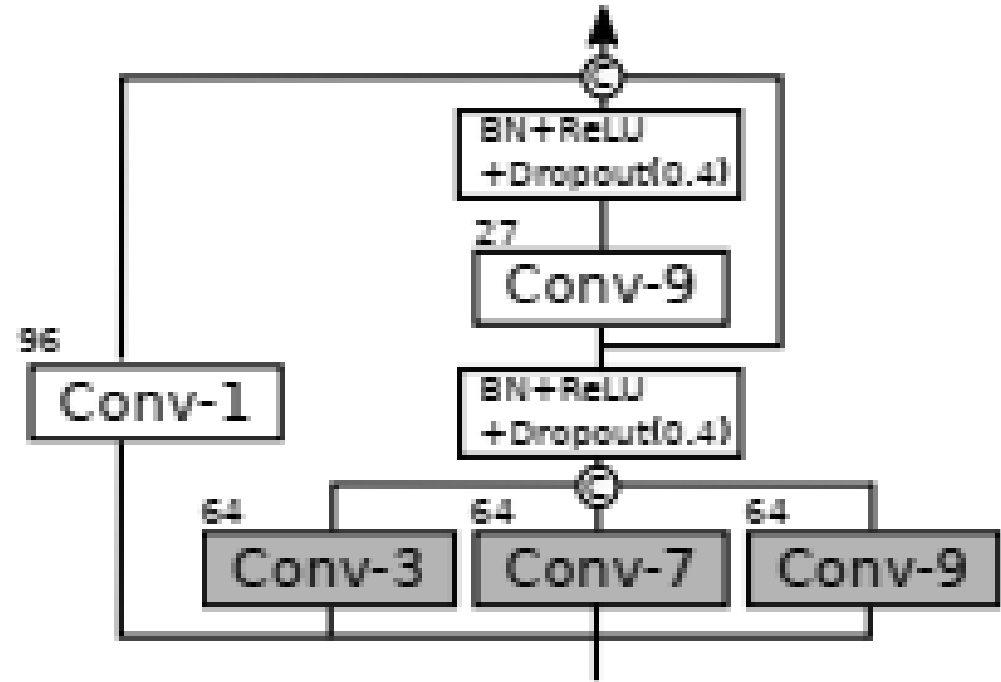 C
BN+ReLU
+Dropout(0.4)
27
Conv-9
96
Conv-1
BN+ReLU
+Dropout(0.4)
C
64
Conv-3
64
Conv-7
64
Conv-9